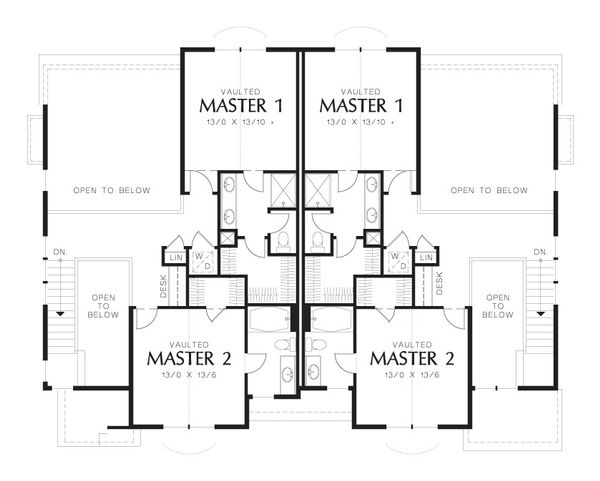 VAULTED
MASTER 1
13/0 X 13/10 +
VAULTED
MASTER 1
13/0 X 13/10 +
OPEN TO BELOW
OPEN TO BELOW
DN.
LIN
W
D
W
D
LIN
DN.
DESK
DESK
OPEN
TO
BELOW
OPEN
TO
BELOW
VAULTED
MASTER 2
13/0 X 13/6
VAULTED
MASTER 2
13/0 X 13/6